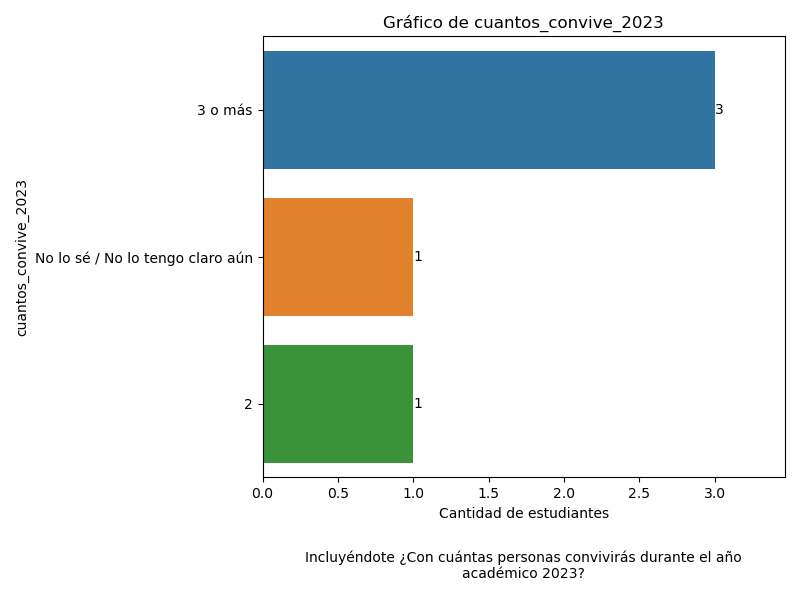 Gráfico de cuantos_convive_2023
cuantos_convive_2023
3 o más
3
No lo sé / No lo tengo claro aún
1
2
1
0.0 0.5 1.0 1.5 2.0 2.5 3.0
Cantidad de estudiantes
Incluyéndote ¿Con cuántas personas convivirás durante el año
académico 2023?